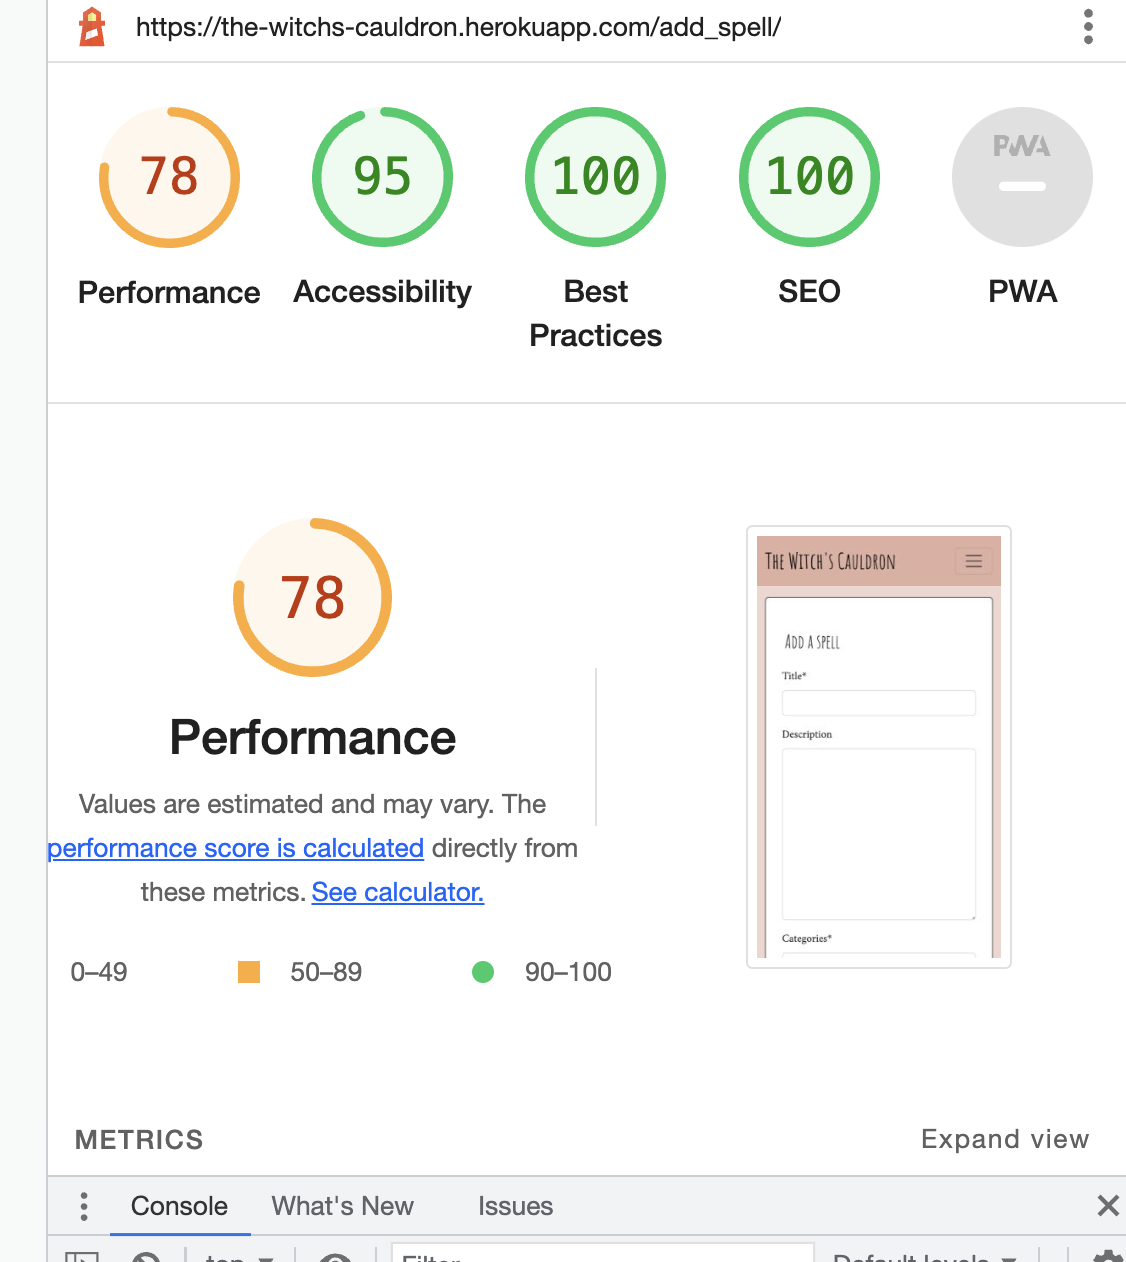 https://the-witchs-cauldron.herokuapp.com/add_spell/
78
95
100
100
PWA
Performance
Accessibility
Best
Practices
SEO
PWA
78
Performance
Values are estimated and may vary. The
performance score is calculated directly from
these metrics. See calculator.
0–49
50–89
90–100
The Witch's Cauldron
Add a spell
Title*
Description
Categories*
METRICS
Expand view
Console
What's New
Issues
top
Filter
Default levels